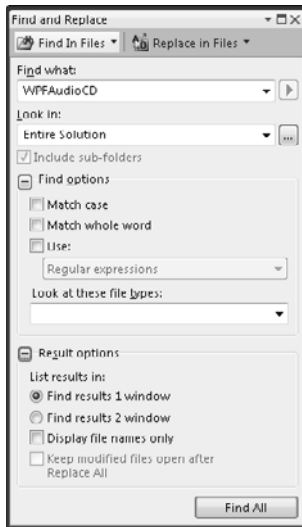 Find and Replace
Find In Files Replace in Files
Find what:
WPFAudioCD
Look in:
Entire Solution
...
Include sub-folders
Find options
Match case
Match whole word
Use:
Regular expressions
Look at these file types:
Result options
List results in:
Find results 1 window
Find results 2 window
Display file names only
Keep modified files open after
Replace All
Find All